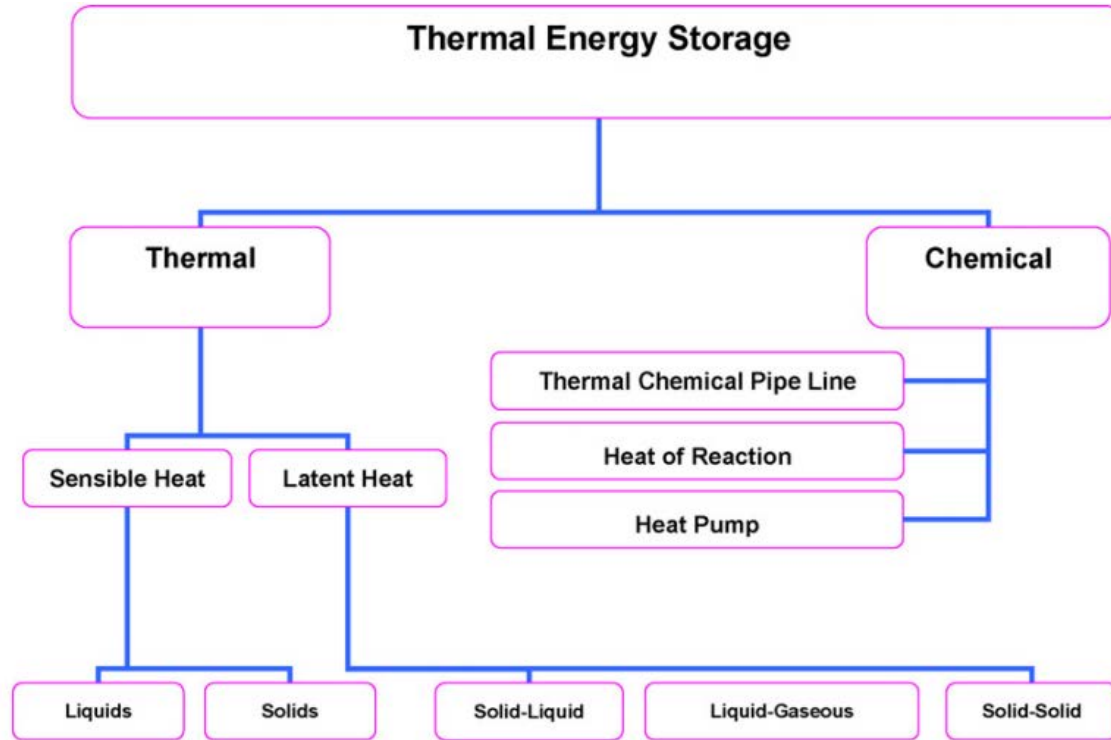 Thermal Energy Storage
Thermal
Chemical
Thermal Chemical Pipe Line
Heat of Reaction
Heat Pump
Sensible Heat
Latent Heat
Liquids
Solids
Solid-Liquid
Liquid-Gaseous
Solid-Solid